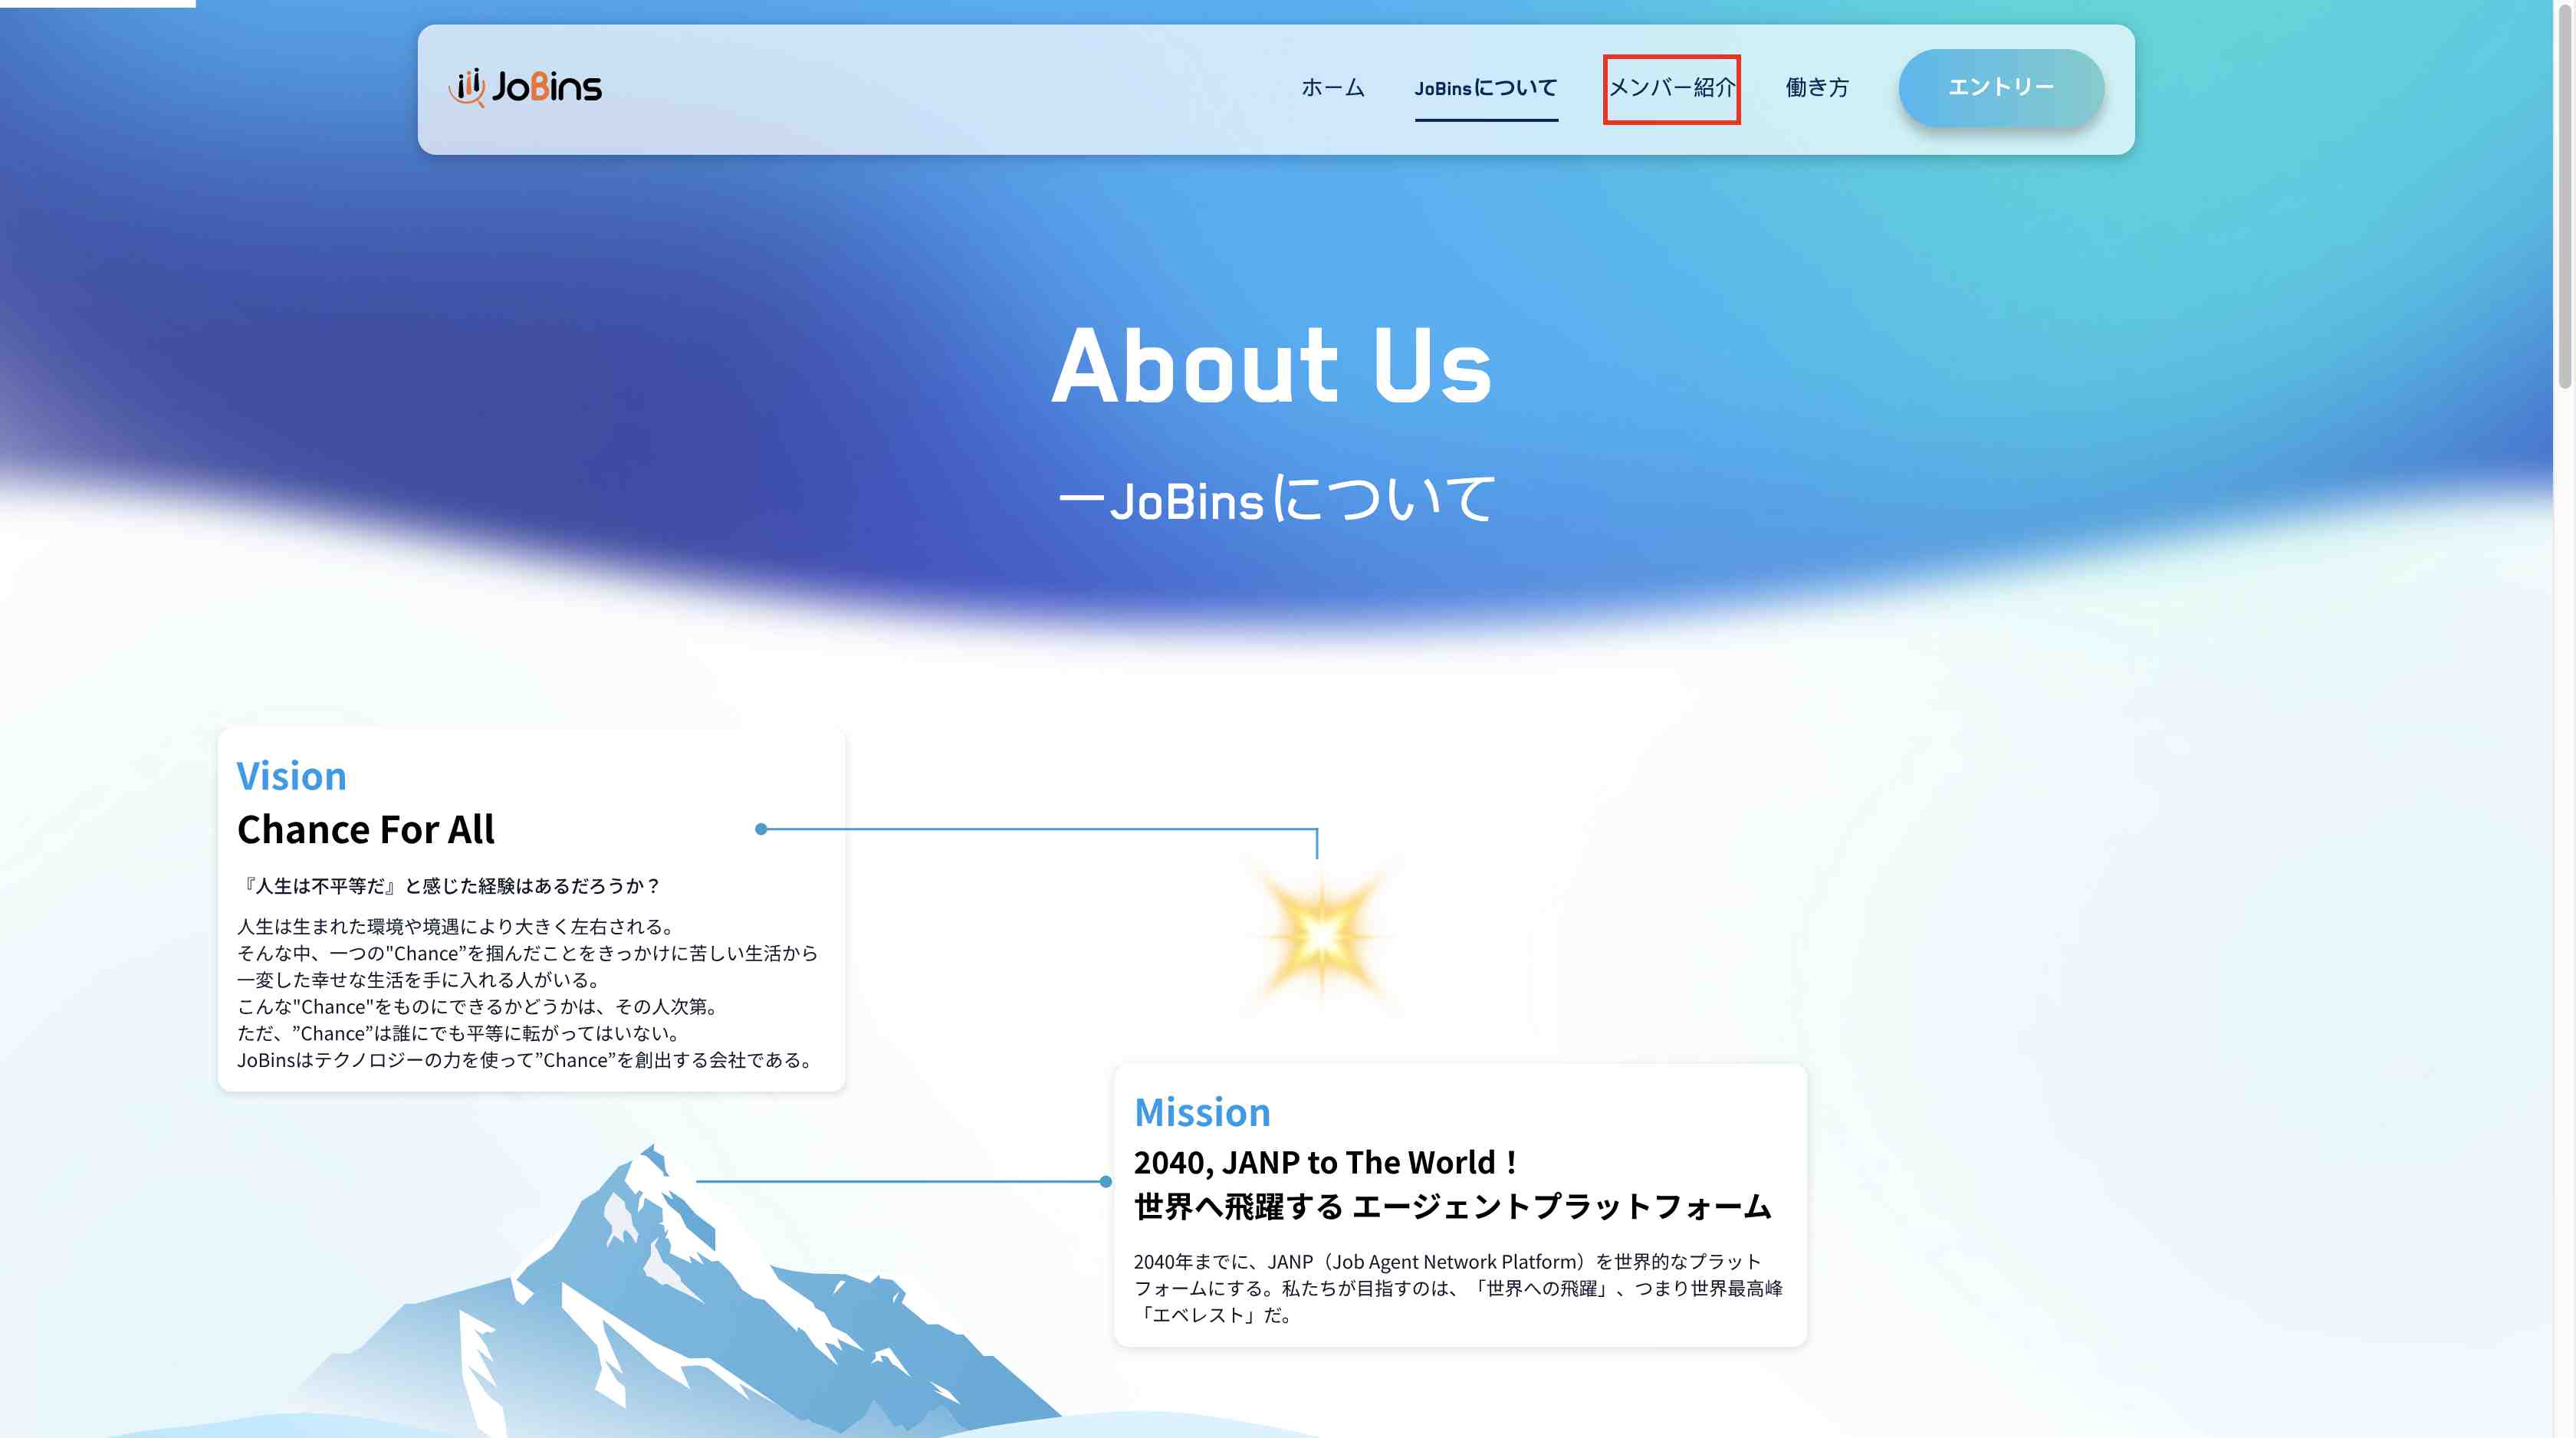 JoBins
ホーム
JoBinsについて
メンバー紹介
働き方
エントリー
About Us
ーJoBinsについて
Vision
Chance For All
『人生は不平等だ』と感じた経験はあるだろうか？
人生は生まれた環境や境遇により大きく左右される。
そんな中、一つの"Chance”を掴んだことをきっかけに苦しい生活から
一変した幸せな生活を手に入れる人がいる。
こんな"Chance"をものにできるかどうかは、その人次第。
ただ、”Chance”は誰にでも平等に転がってはいない。
JoBinsはテクノロジーの力を使って”Chance”を創出する会社である。
Mission
2040, JANP to The World！
世界へ飛躍する エージェントプラットフォーム
2040年までに、JANP（Job Agent Network Platform）を世界的なプラット
フォームにする。私たちが目指すのは、「世界への飛躍」、つまり世界最高峰
「エベレスト」だ。